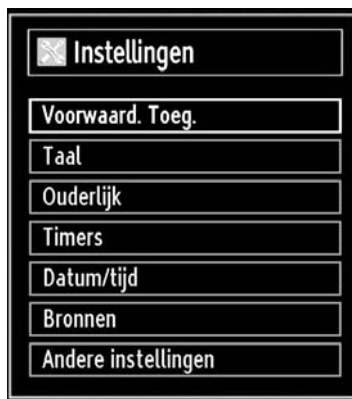 Instellingen
Voorwaard. Toeg.
Taal
Ouderlijk
Timers
Datum/tijd
Bronnen
Andere instellingen